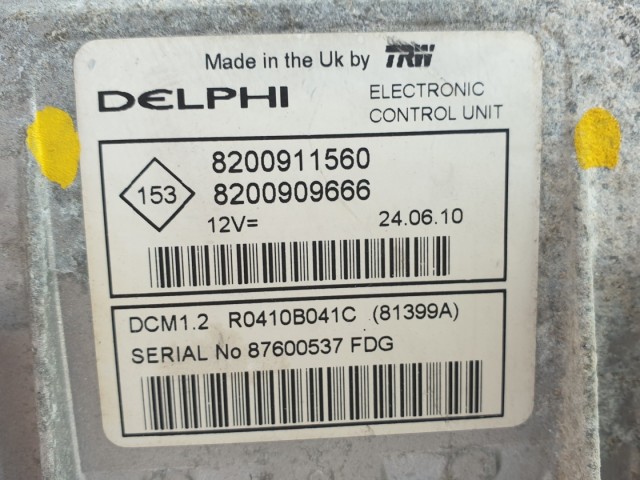 Made in the Uk by TRW
DELPHI
ELECTRONIC
CONTROL UNIT
153
8200911560
8200909666
12V= 24.06.10
DCM1.2 R0410B041C (81399A)
SERIAL No 87600537 FDG